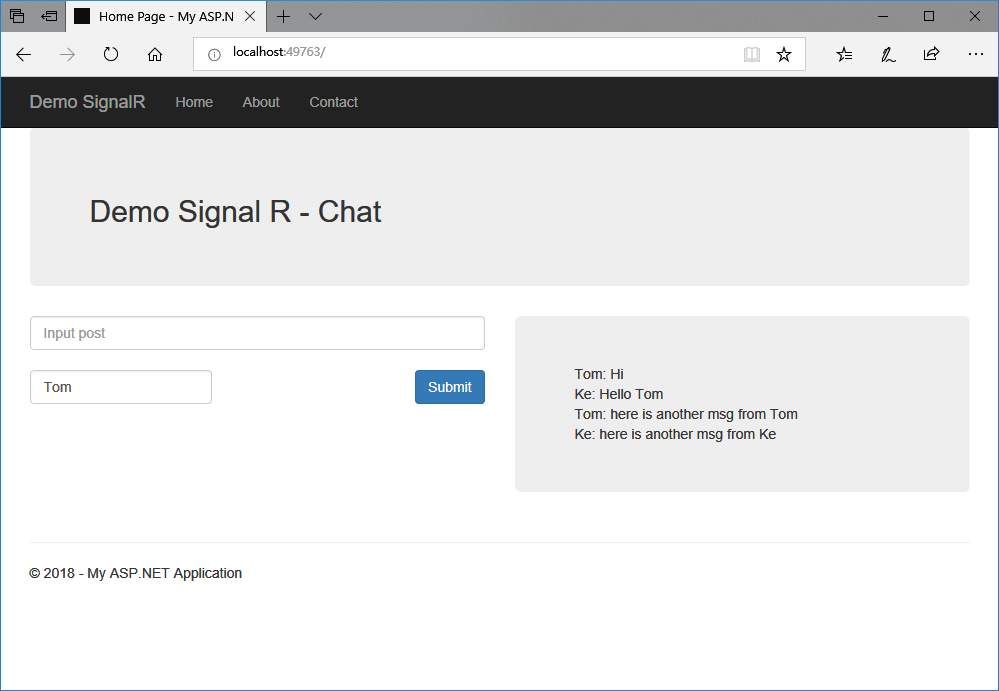 Home Page - My ASP.N
localhost:49763/
Demo SignalR Home About Contact
Demo Signal R - Chat
Input post
Tom
Submit
Tom: Hi
Ke: Hello Tom
Tom: here is another msg from Tom
Ke: here is another msg from Ke
© 2018 - My ASP.NET Application